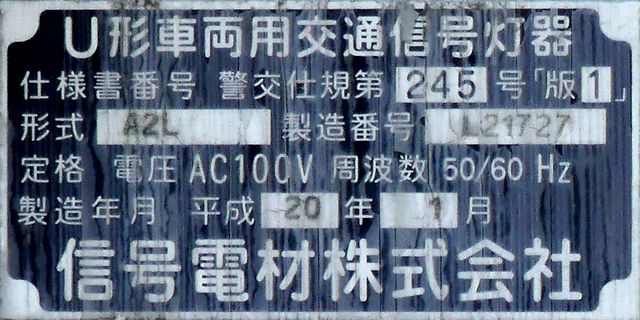 U形車両用交通信号灯器
仕様書番号 警交仕規第 245 号「版1」
形式 A2L 製造番号 L21727
定格 電圧 AC100V 周波数 50/60 Hz
製造年月 平成 20 年 1 月
信号電材株式会社